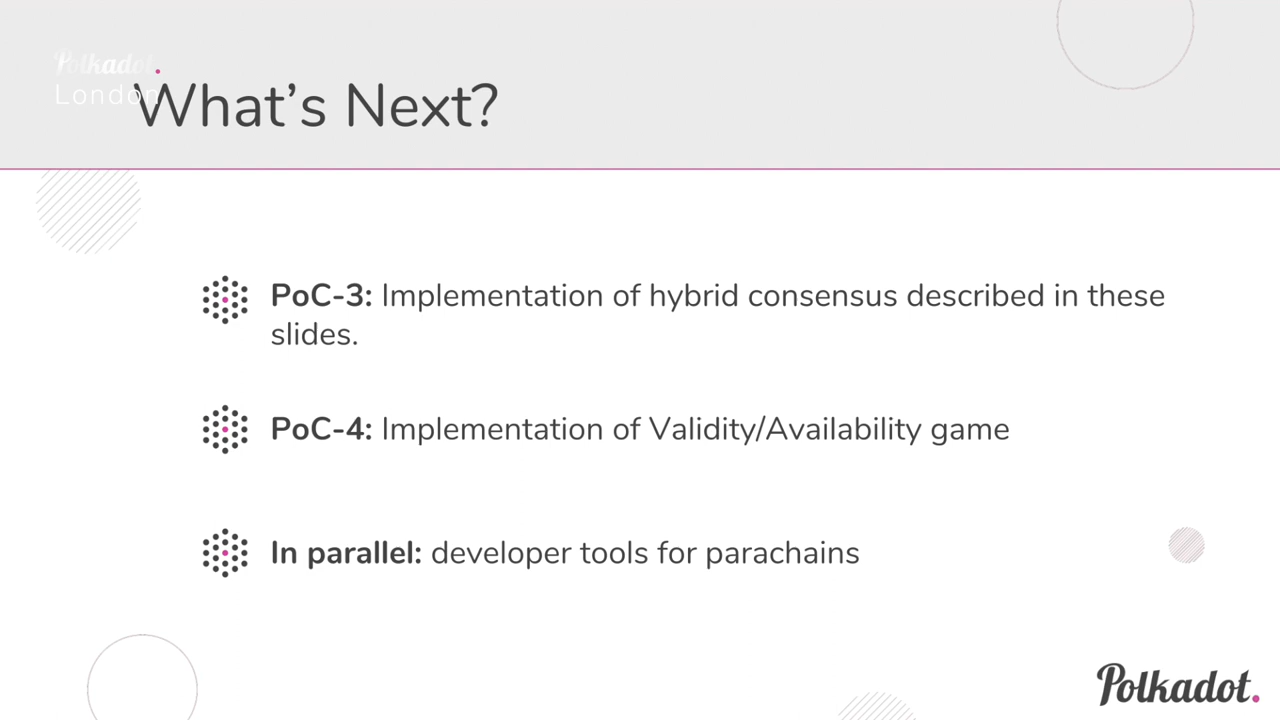 Polkadot.
London
What's Next?
PoC-3: Implementation of hybrid consensus described in these
slides.
PoC-4: Implementation of Validity/Availability game
In parallel: developer tools for parachains
Polkadot.